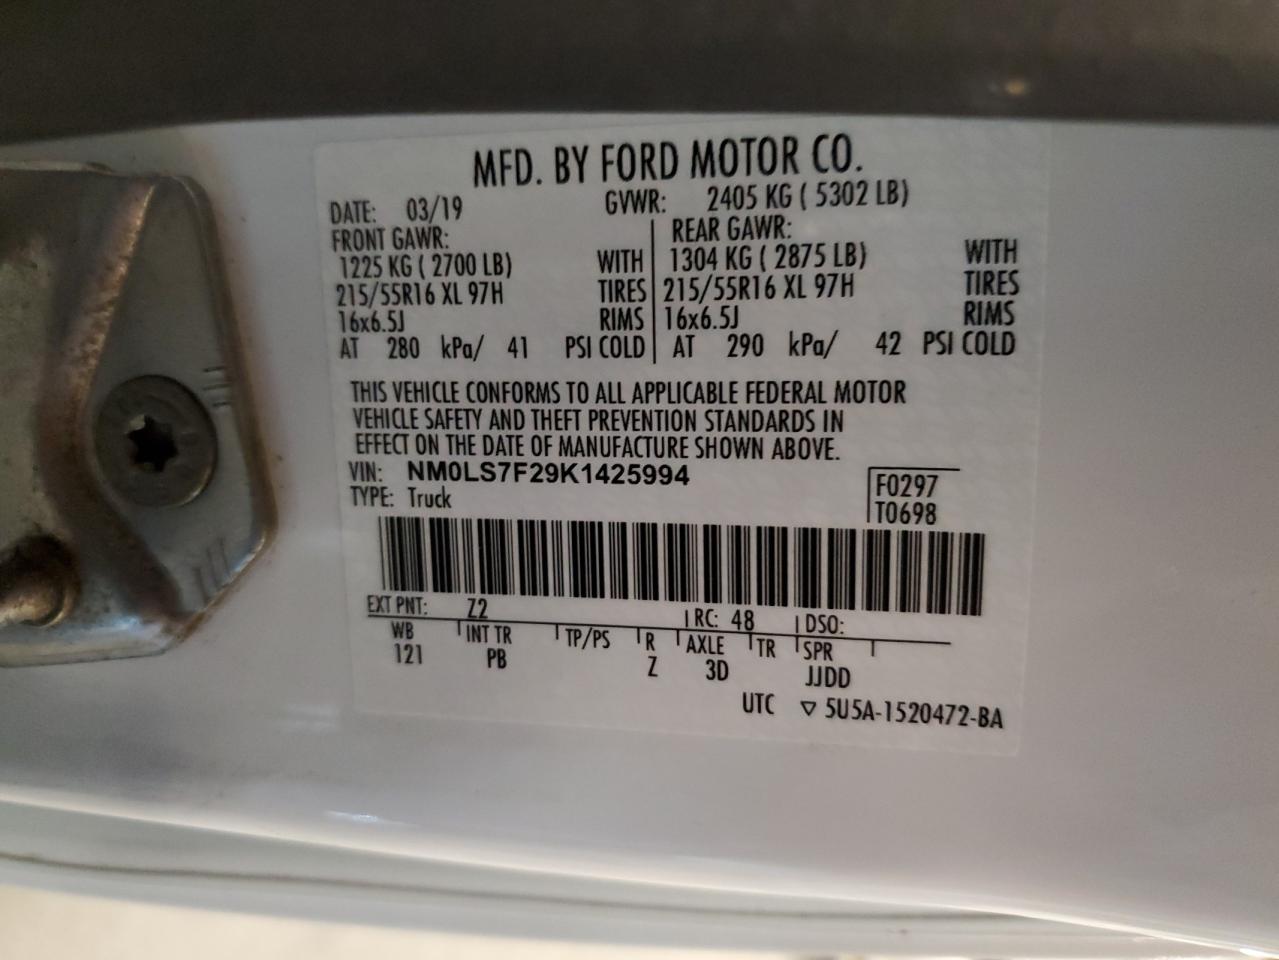 MFD. BY FORD MOTOR CO.
DATE: 03/19 GVWR: 2405 KG ( 5302 LB)
FRONT GAWR: REAR GAWR:
1225 KG ( 2700 LB) WITH 1304 KG ( 2875 LB) WITH
215/55R16 XL 97H TIRES 215/55R16 XL 97H TIRES
16x6.5J RIMS 16x6.5J RIMS
AT 280 kPa/ 41 PSI COLD AT 290 kPa/ 42 PSI COLD
THIS VEHICLE CONFORMS TO ALL APPLICABLE FEDERAL MOTOR
VEHICLE SAFETY AND THEFT PREVENTION STANDARDS IN
EFFECT ON THE DATE OF MANUFACTURE SHOWN ABOVE.
VIN: NM0LS7F29K1425994 F0297
TYPE: Truck T0698
EXT PNT: Z2 RC: 48 DSO:
WB INT TR TP/PS R AXLE TR SPR
121 PB Z 3D JJDD
UTC ▽ 5U5A-1520472-BA